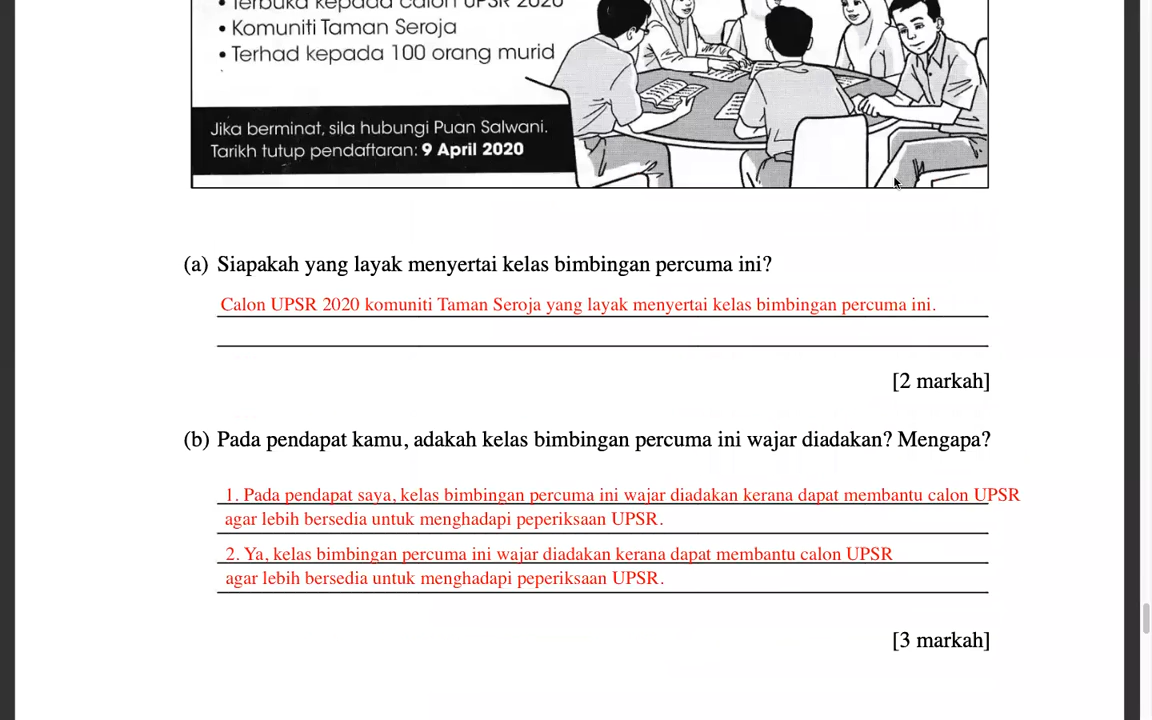 • Terbuka kepada calon UPSR 2020
• Komuniti Taman Seroja
• Terhad kepada 100 orang murid
Jika berminat, sila hubungi Puan Salwani.
Tarikh tutup pendaftaran: 9 April 2020
(a) Siapakah yang layak menyertai kelas bimbingan percuma ini?
Calon UPSR 2020 komuniti Taman Seroja yang layak menyertai kelas bimbingan percuma ini.
[2 markah]
(b) Pada pendapat kamu, adakah kelas bimbingan percuma ini wajar diadakan? Mengapa?
1. Pada pendapat saya, kelas bimbingan percuma ini wajar diadakan kerana dapat membantu calon UPSR
agar lebih bersedia untuk menghadapi peperiksaan UPSR.
2. Ya, kelas bimbingan percuma ini wajar diadakan kerana dapat membantu calon UPSR
agar lebih bersedia untuk menghadapi peperiksaan UPSR.
[3 markah]